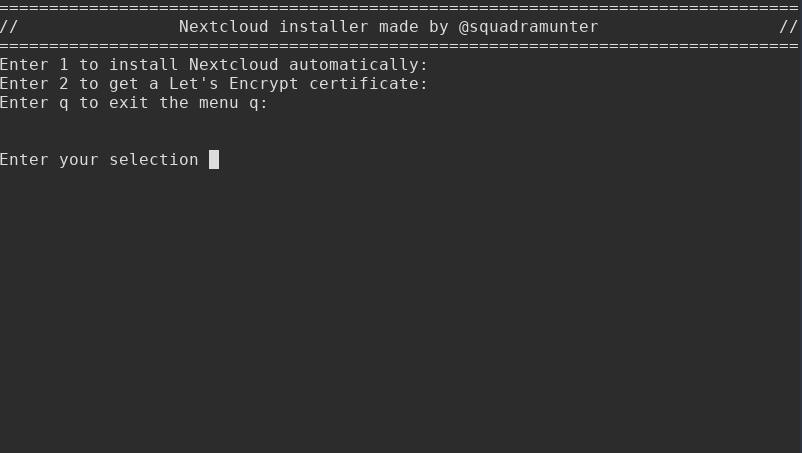 ================================================================================
//                Nextcloud installer made by @squadramunter                  //
================================================================================
Enter 1 to install Nextcloud automatically:
Enter 2 to get a Let's Encrypt certificate:
Enter q to exit the menu q:
Enter your selection